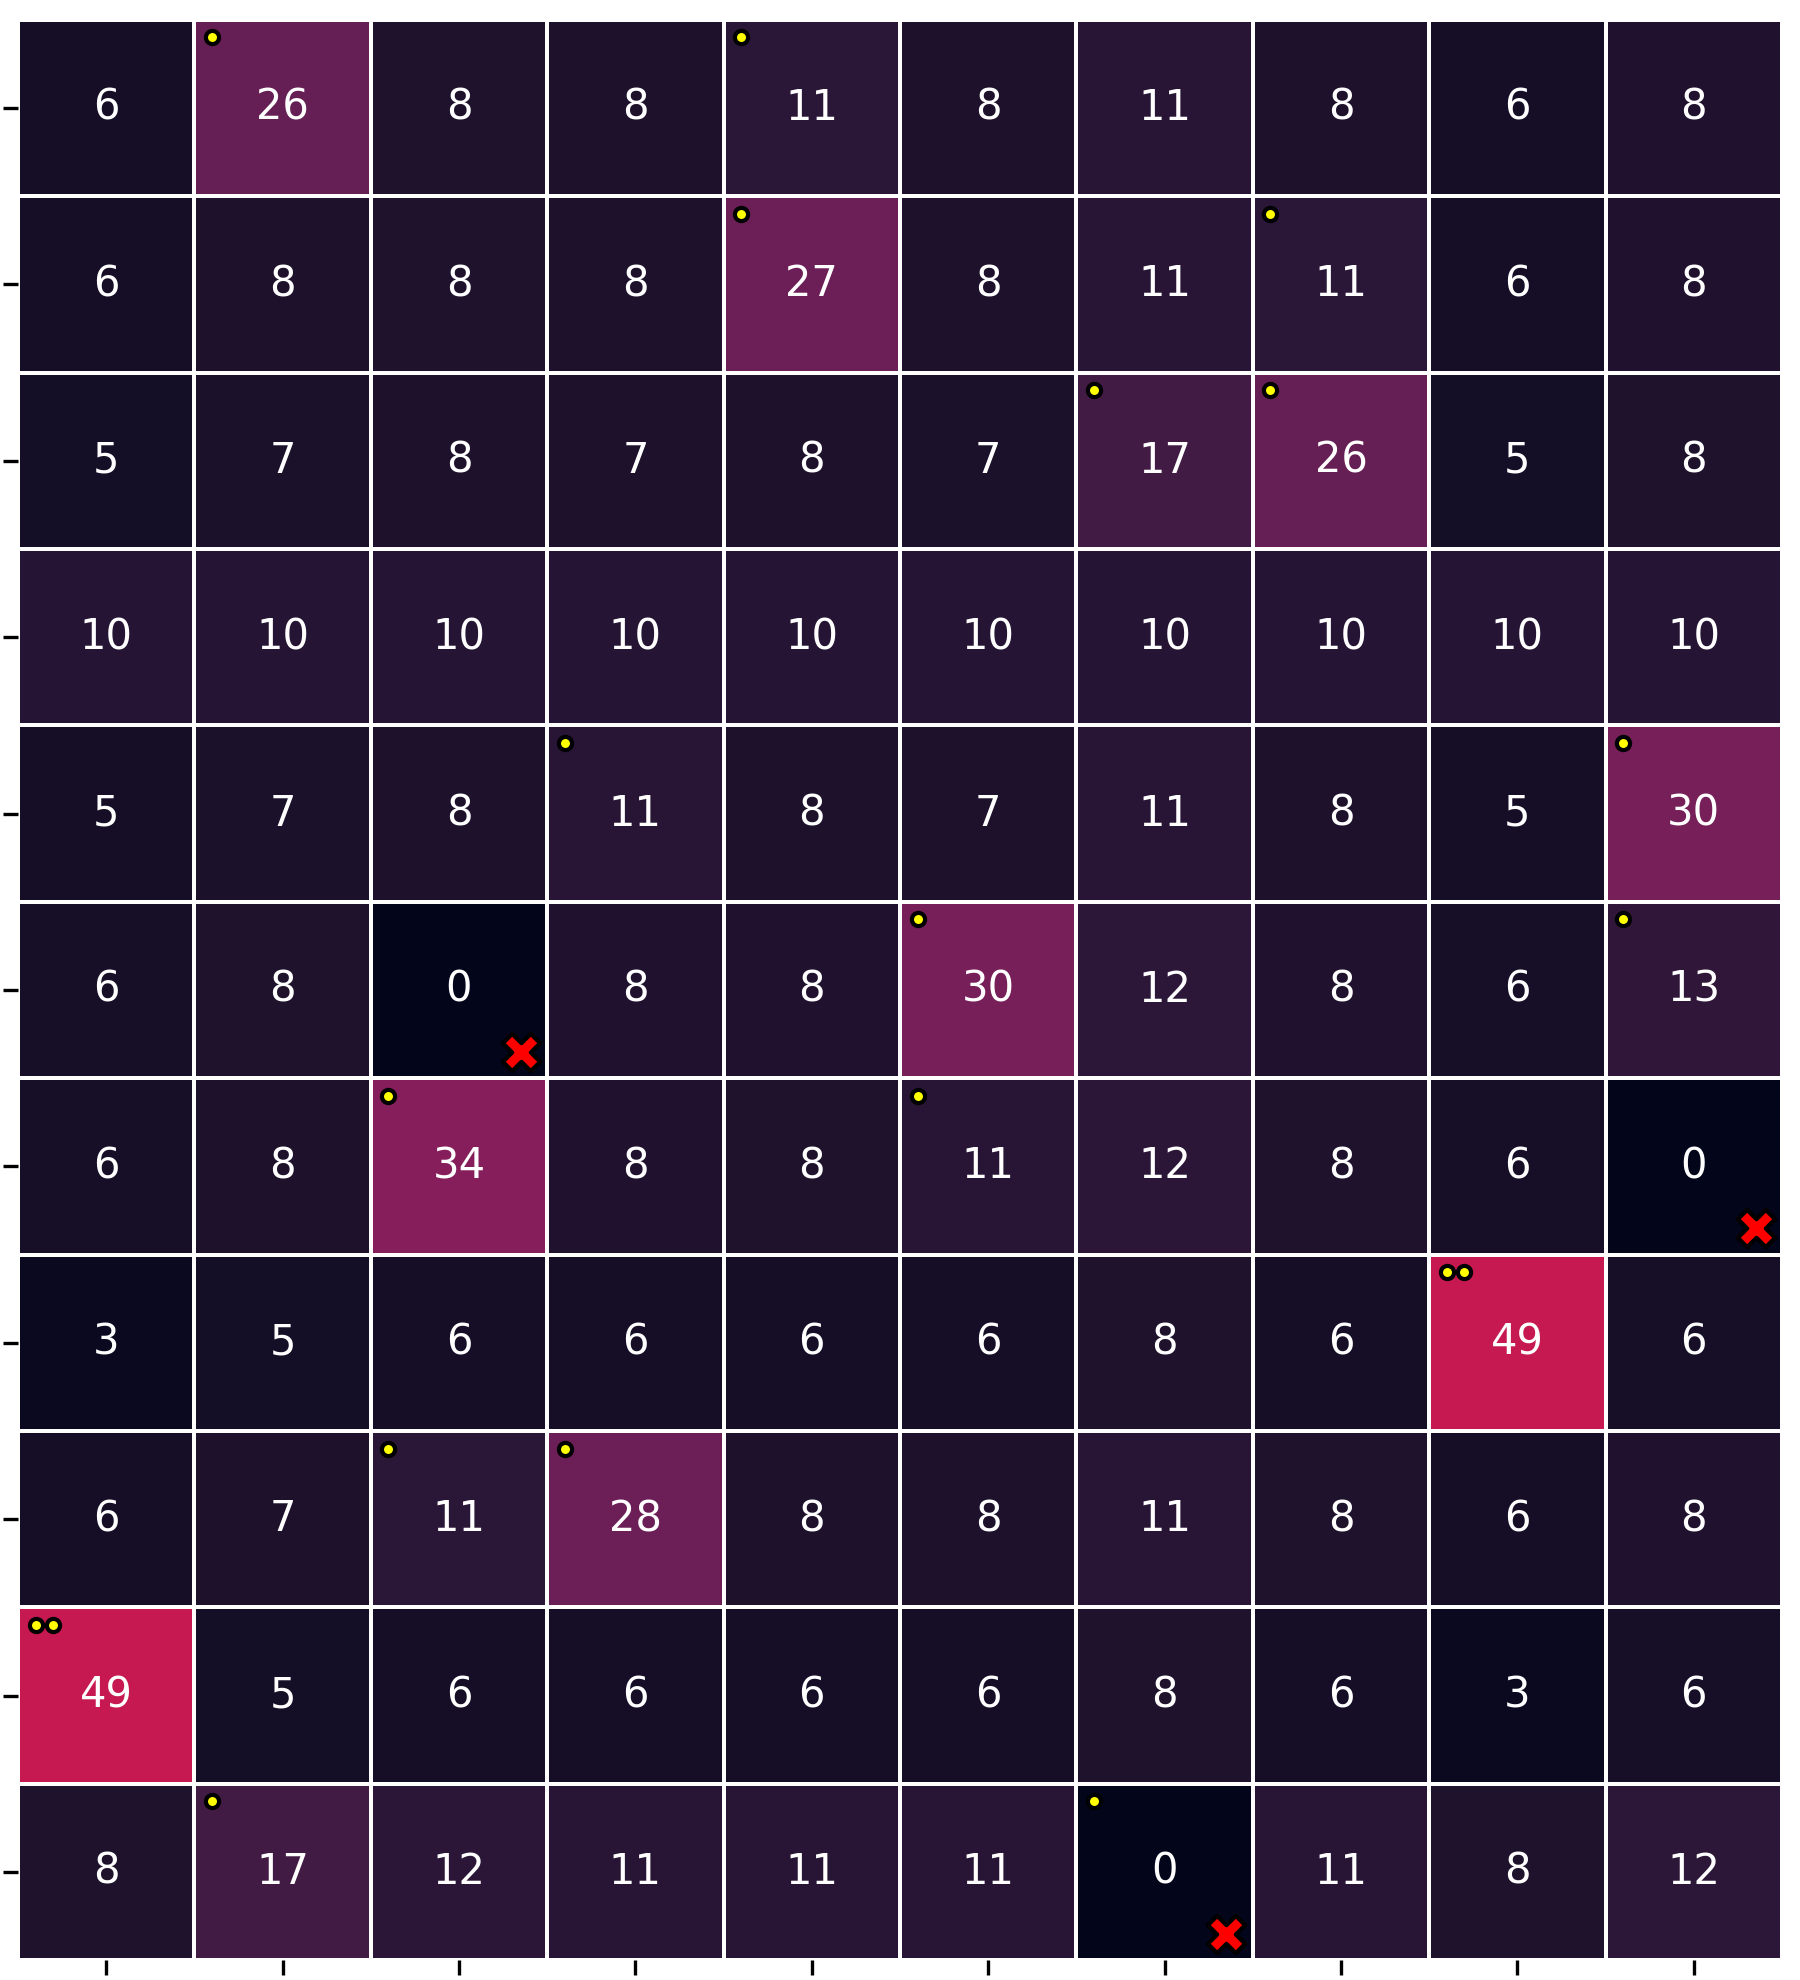 6 26 8 8 11 8 11 8 6 8
6 8 8 8 27 8 11 11 6 8
5 7 8 7 8 7 17 26 5 8
10 10 10 10 10 10 10 10 10 10
5 7 8 11 8 7 11 8 5 30
6 8 0 8 8 30 12 8 6 13
6 8 34 8 8 11 12 8 6 0
3 5 6 6 6 6 8 6 49 6
6 7 11 28 8 8 11 8 6 8
49 5 6 6 6 6 8 6 3 6
8 17 12 11 11 11 0 11 8 12